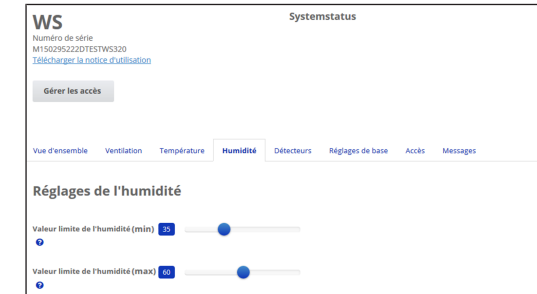 WS
Systemstatus
Numéro de série
M150295222DTESTWS320
Télécharger la notice d'utilisation
Gérer les accès
Vue d'ensemble Ventilation Température Humidité Détecteurs Réglages de base Accès Messages
Réglages de l'humidité
Valeur limite de l'humidité (min) 35
?
Valeur limite de l'humidité (max) 60
?